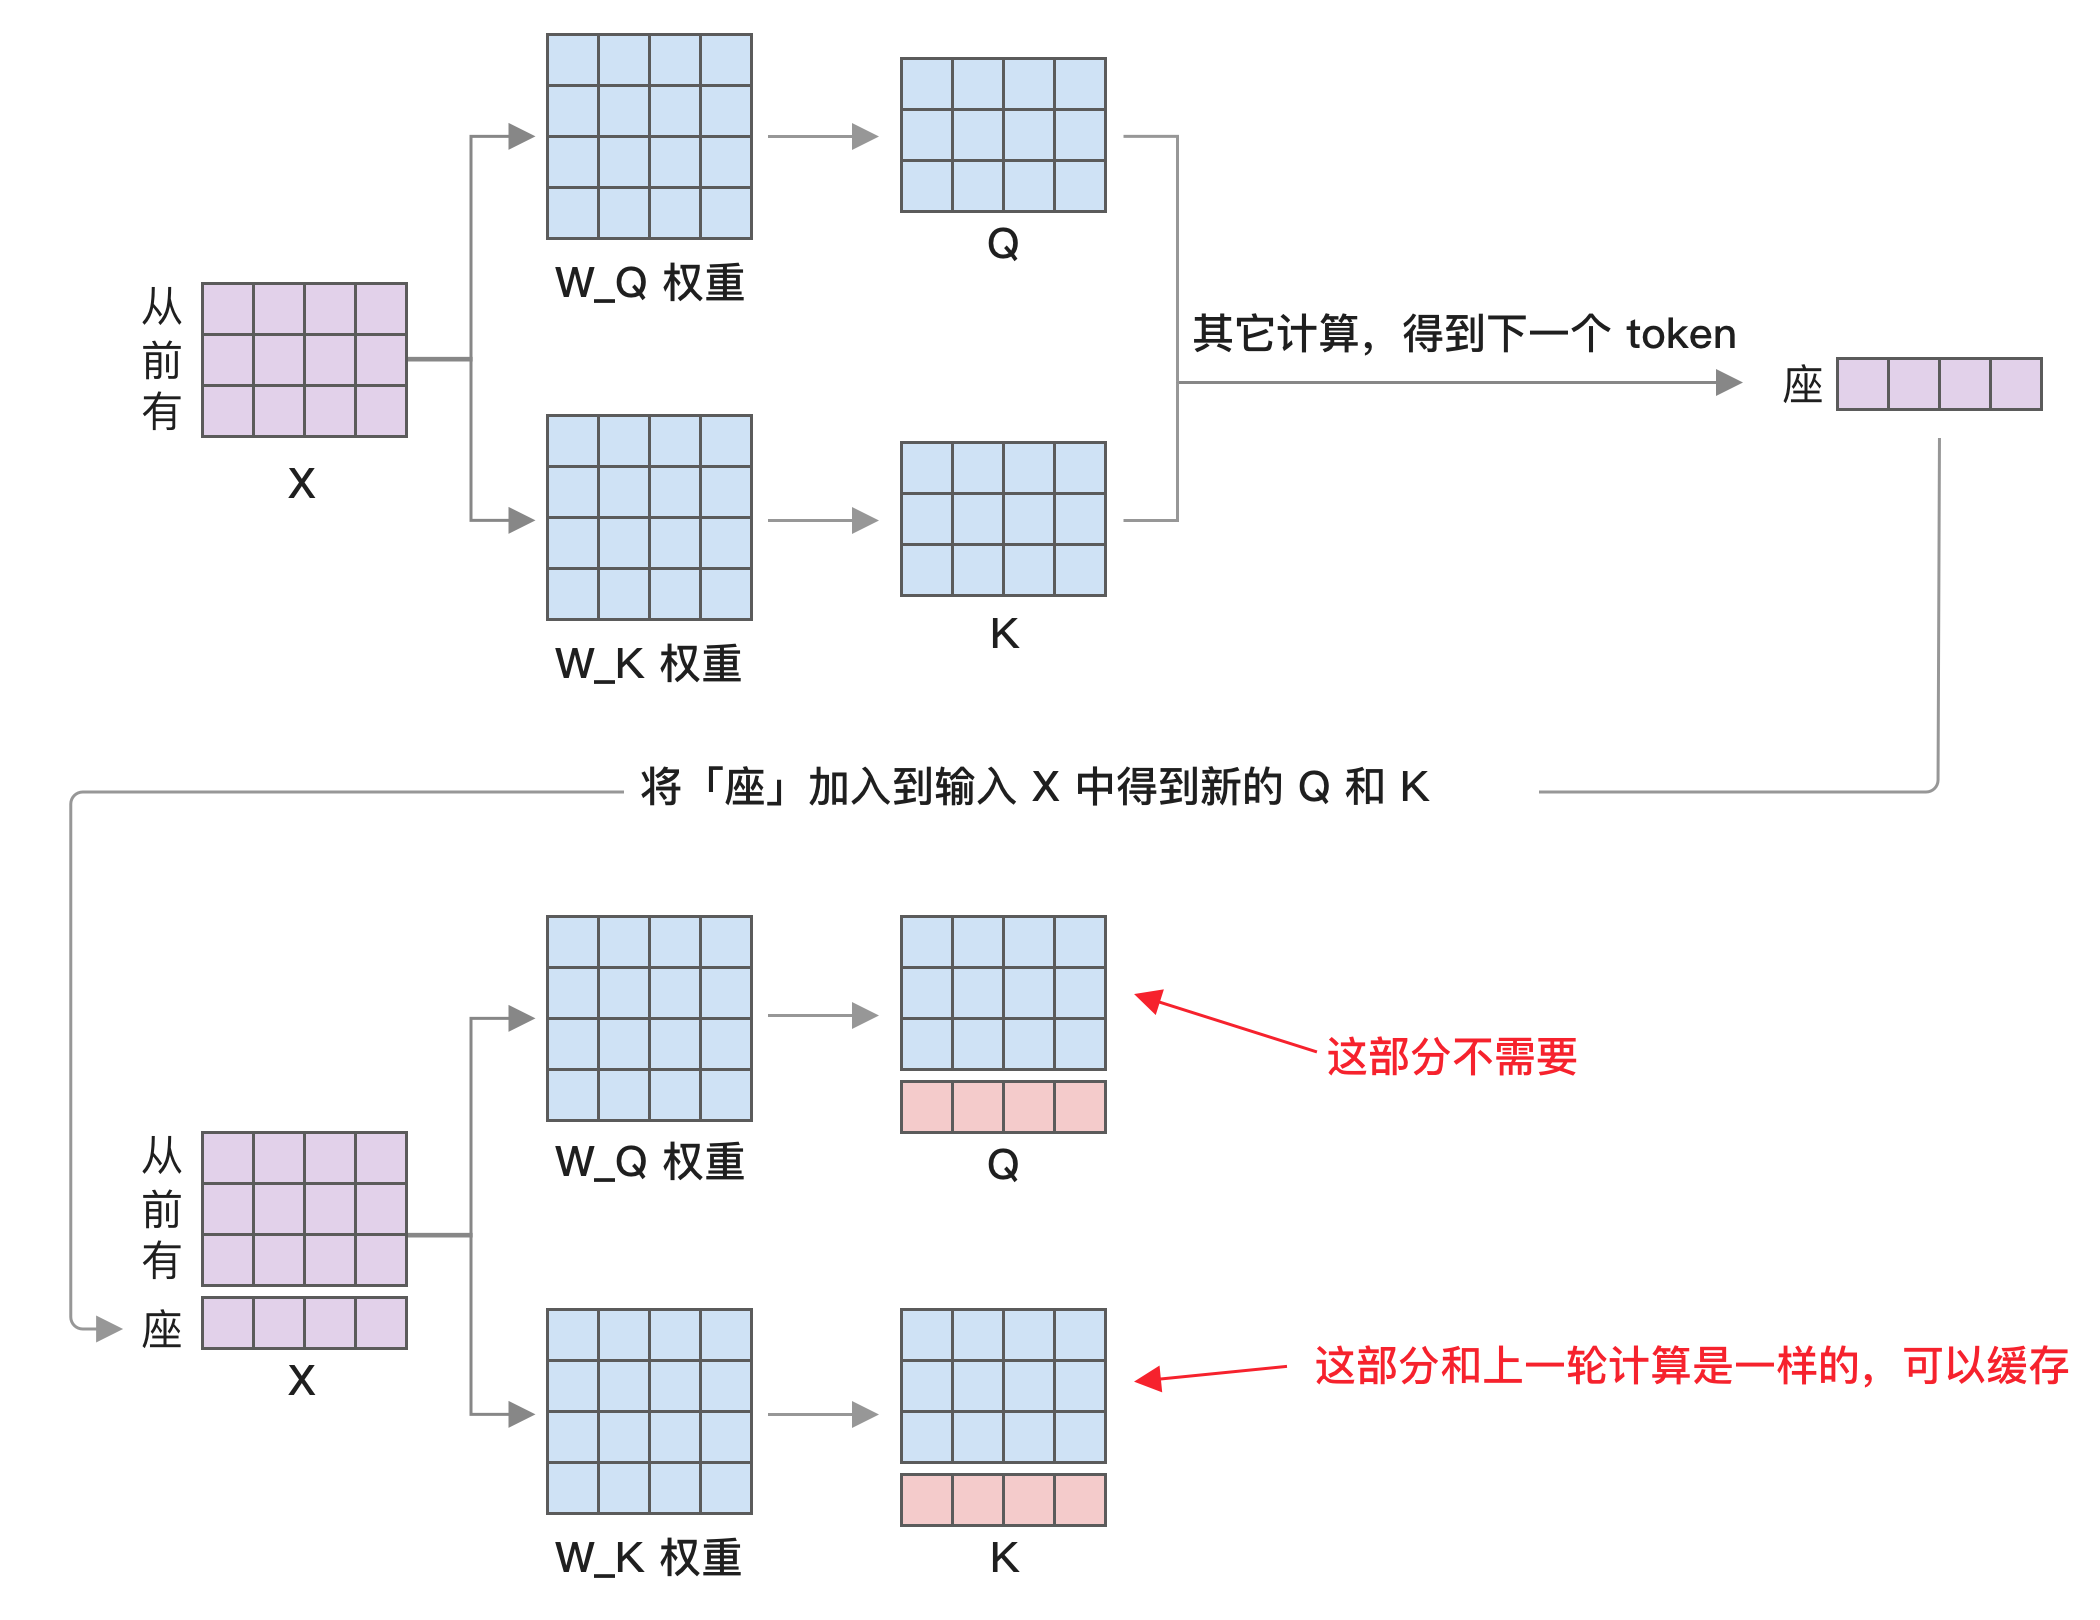 从
前
有
X
W_Q 权重
Q
W_K 权重
K
其它计算，得到下一个 token
座
将「座」加入到输入 X 中得到新的 Q 和 K
从
前
有
座
X
W_Q 权重
Q
这部分不需要
W_K 权重
K
这部分和上一轮计算是一样的，可以缓存